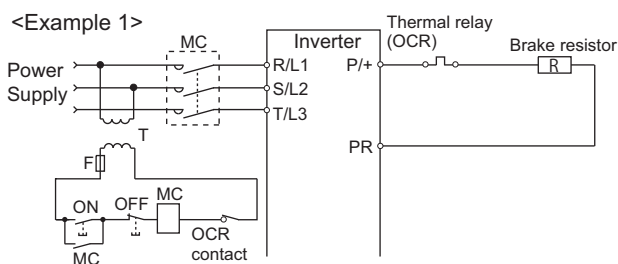 <Example 1>
MC
Power
Supply
Inverter
R/L1
S/L2
T/L3
P/+
PR
Thermal relay
(OCR)
Brake resistor
R
T
F
ON
OFF
MC
MC
OCR
contact